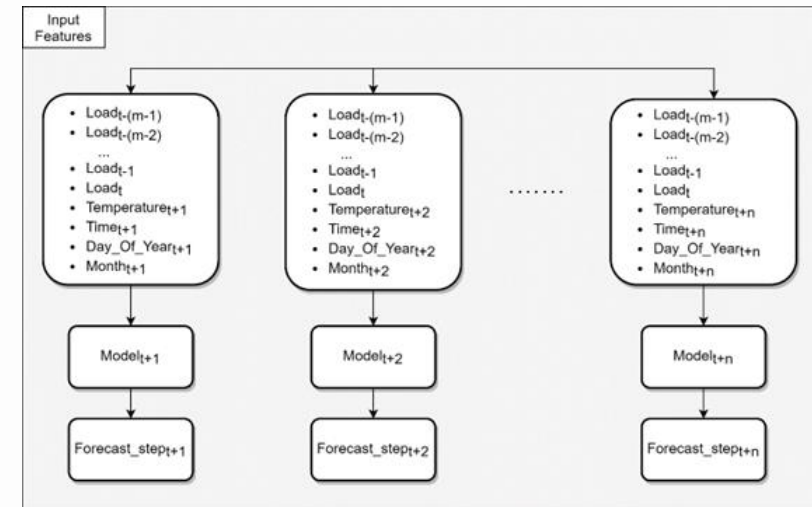 Input
Features
• Load_t-(m-1)
• Load_t-(m-2)
...
• Load_t-1
• Load_t
• Temperature_t+1
• Time_t+1
• Day_Of_Year_t+1
• Month_t+1
• Load_t-(m-1)
• Load_t-(m-2)
...
• Load_t-1
• Load_t
• Temperature_t+2
• Time_t+2
• Day_Of_Year_t+2
• Month_t+2
.......
• Load_t-(m-1)
• Load_t-(m-2)
...
• Load_t-1
• Load_t
• Temperature_t+n
• Time_t+n
• Day_Of_Year_t+n
• Month_t+n
Model_t+1
Model_t+2
Model_t+n
Forecast_step_t+1
Forecast_step_t+2
Forecast_step_t+n